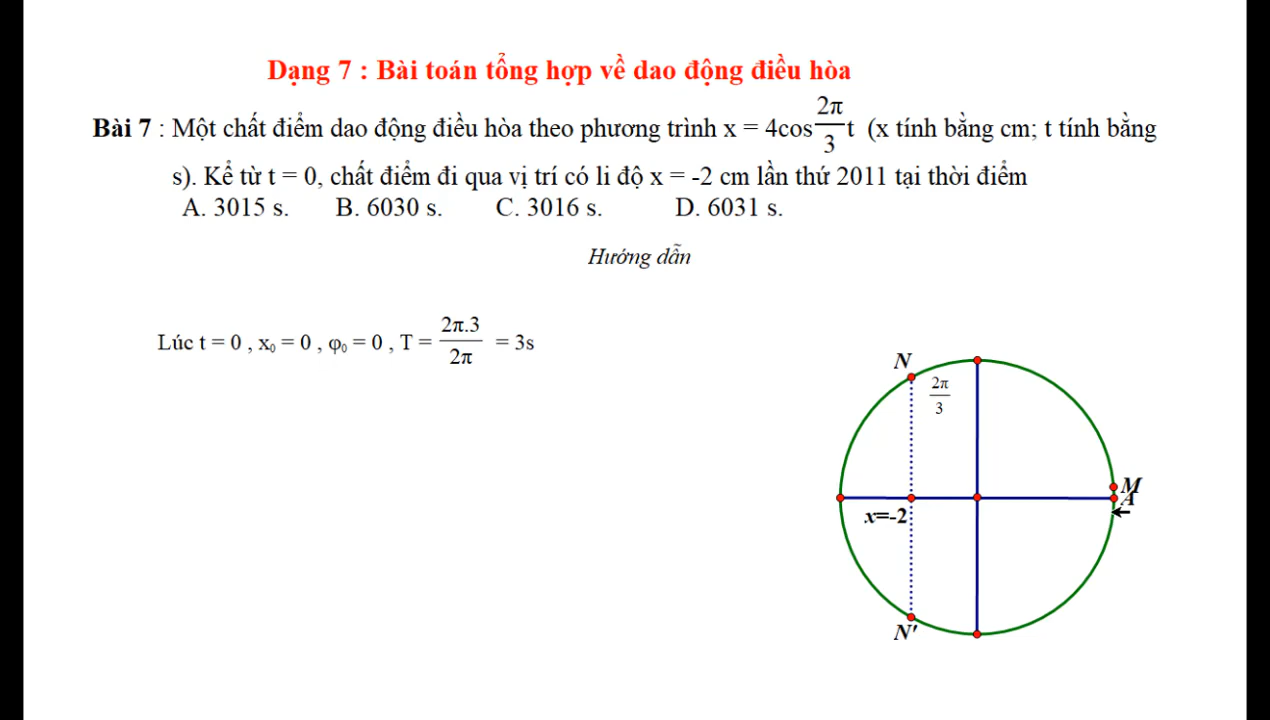 Dạng 7 : Bài toán tổng hợp về dao động điều hòa
Bài 7 : Một chất điểm dao động điều hòa theo phương trình x = 4cos 2π/3 t (x tính bằng cm; t tính bằng
s). Kể từ t = 0, chất điểm đi qua vị trí có li độ x = -2 cm lần thứ 2011 tại thời điểm
A. 3015 s. B. 6030 s. C. 3016 s. D. 6031 s.
Hướng dẫn
Lúc t = 0 , x₀ = 0 , φ₀ = 0 , T = 2π.3/2π = 3s
N
2π/3
M
A
x=-2
N'